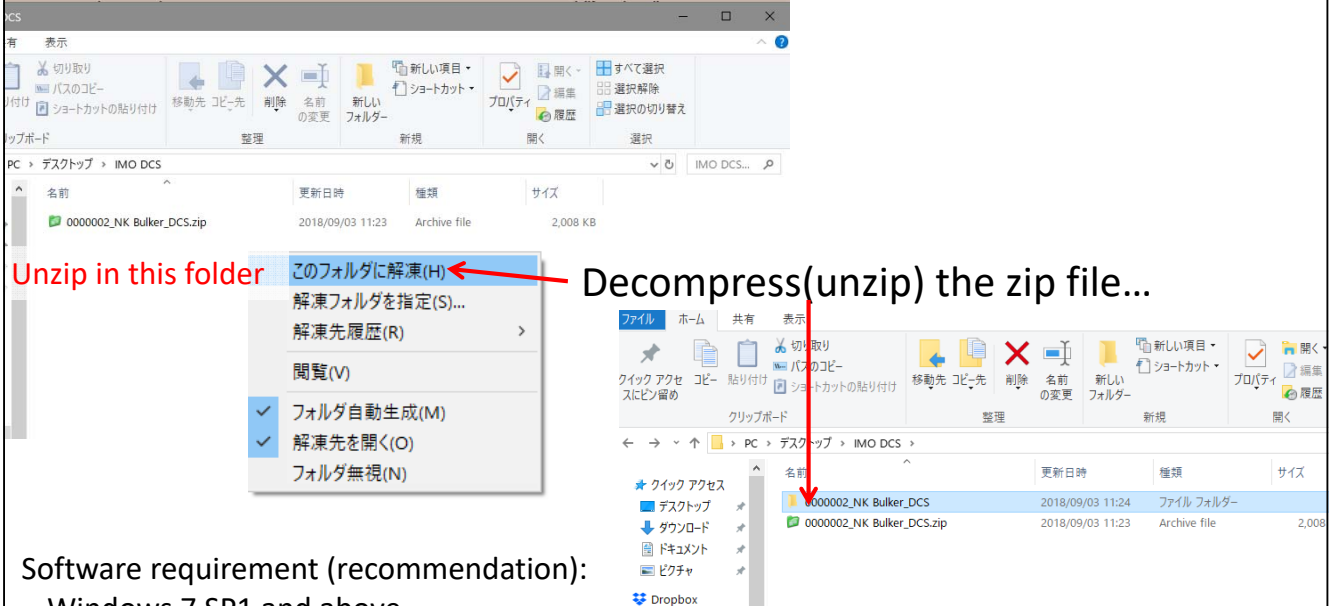 DCS
有 表示
切り取り
パスのコピー
ショートカットの貼り付け
り付け
移動先 コピー先 削除 名前の変更
新しいフォルダー
新しい項目
ショートカット
プロパティ
開く
編集
履歴
すべて選択
選択解除
選択の切り替え
リップボード 整理 新規 開く 選択
PC › デスクトップ › IMO DCS
IMO DCS...
名前 更新日時 種類 サイズ
0000002_NK Bulker_DCS.zip 2018/09/03 11:23 Archive file 2,008 KB
Unzip in this folder
このフォルダに解凍(H)
解凍フォルダを指定(S)...
解凍先履歴(R)
閲覧(V)
フォルダ自動生成(M)
解凍先を開く(O)
フォルダ無視(N)
Decompress(unzip) the zip file...
ファイル ホーム 共有 表示
クイック アクセスにピン留め
コピー 貼り付け
切り取り
パスのコピー
ショートカットの貼り付け
移動先 コピー先 削除 名前の変更
新しいフォルダー
新しい項目
ショートカット
プロパティ
開く
編集
履歴
クリップボード 整理 新規 開く
PC › デスクトップ › IMO DCS ›
名前 更新日時 種類 サイズ
クイック アクセス
デスクトップ
ダウンロード
ドキュメント
ピクチャ
Dropbox
0000002_NK Bulker_DCS 2018/09/03 11:24 ファイル フォルダー
0000002_NK Bulker_DCS.zip 2018/09/03 11:23 Archive file 2,008
Software requirement (recommendation):
Windows 7 SP1 and above